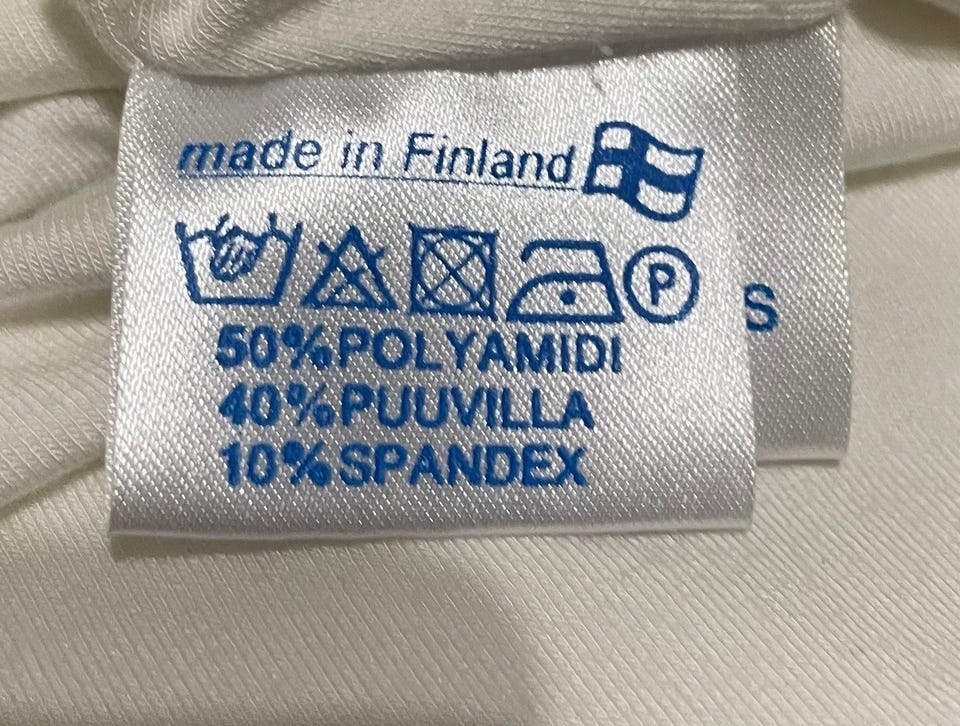 made in Finland
P
S
50%POLYAMIDI
40%PUUVILLA
10%SPANDEX